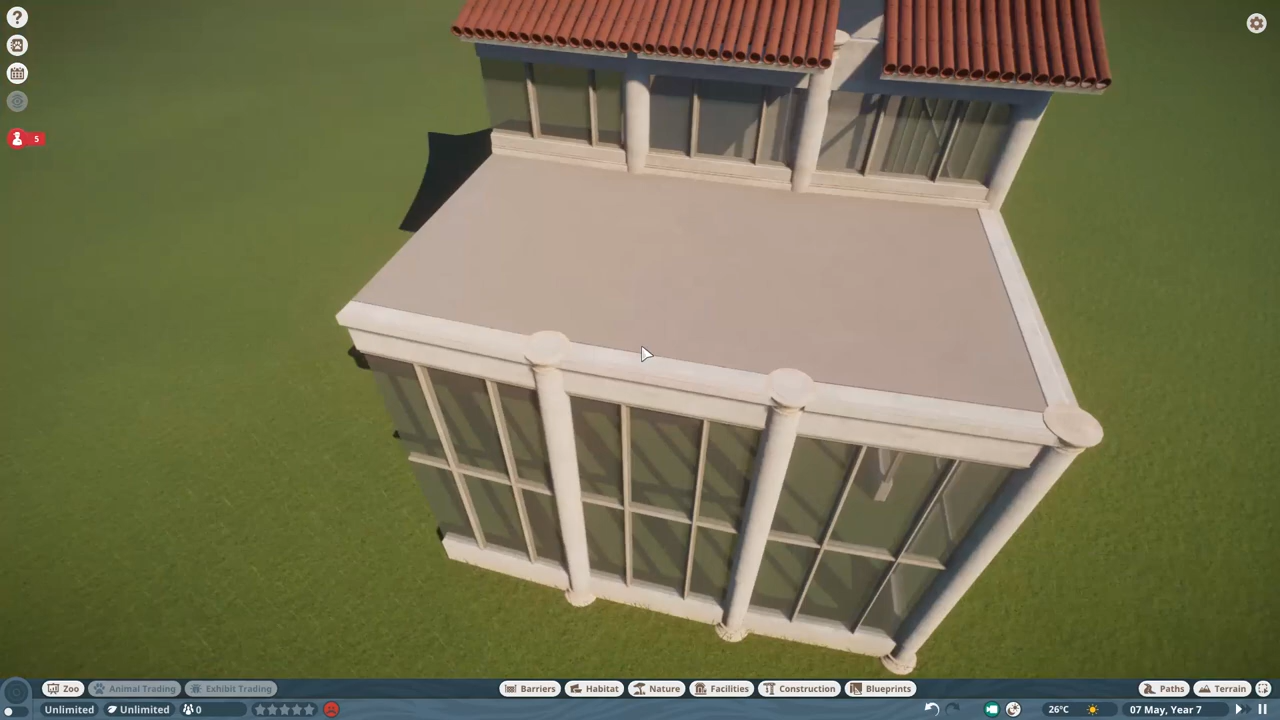 ?
5
Zoo
Animal Trading
Exhibit Trading
Barriers
Habitat
Nature
Facilities
Construction
Blueprints
Paths
Terrain
Unlimited
Unlimited
0
26°C
07 May, Year 7